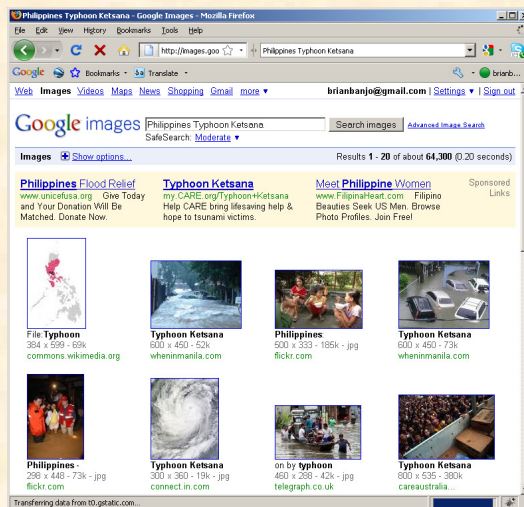 Philippines Typhoon Ketsana - Google Images - Mozilla Firefox
File Edit View History Bookmarks Tools Help
http://images.goo Philippines Typhoon Ketsana
Google Bookmarks Translate brianb...
Web Images Videos Maps News Shopping Gmail more ▼ brianbanjo@gmail.com | Settings ▼ | Sign out
Google images Philippines Typhoon Ketsana Search images Advanced Image Search
SafeSearch: Moderate ▼
Images Show options... Results 1 - 20 of about 64,300 (0.20 seconds)
Philippines Flood Relief
www.unicefusa.org Give Today
and Your Donation Will Be
Matched. Donate Now.
Typhoon Ketsana
my.CARE.org/Typhoon+Ketsana
Help CARE bring lifesaving help &
hope to tsunami victims.
Meet Philippine Women
www.FilipinaHeart.com Filipino
Beauties Seek US Men. Browse
Photo Profiles. Join Free!
Sponsored
Links
File:Typhoon
384 x 599 - 69k
commons.wikimedia.org
Typhoon Ketsana
600 x 450 - 52k
wheninmanila.com
Philippines:
500 x 333 - 185k - jpg
flickr.com
Typhoon Ketsana
600 x 450 - 73k
wheninmanila.com
Philippines -
298 x 448 - 73k - jpg
flickr.com
Typhoon Ketsana
300 x 360 - 19k - jpg
connect.in.com
on by typhoon
460 x 288 - 42k - jpg
telegraph.co.uk
Typhoon Ketsana
800 x 535 - 380k
careaustralia...
Transferring data from t0.gstatic.com...